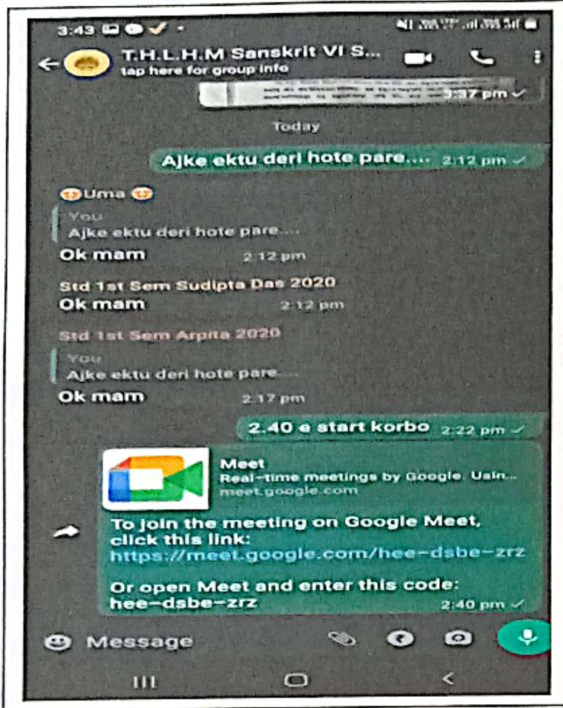 3:43
T.H.L.H.M Sanskrit VI S...
tap here for group info
3:37 pm
Today
Ajke ektu deri hote pare.... 2:12 pm
Uma
You
Ajke ektu deri hote pare....
Ok mam 2:12 pm
Std 1st Sem Sudipta Das 2020
Ok mam 2:12 pm
Std 1st Sem Arpita 2020
You
Ajke ektu deri hote pare....
Ok mam 2:17 pm
2.40 e start korbo 2:22 pm
Meet
Real-time meetings by Google. Usin...
meet.google.com
To join the meeting on Google Meet,
click this link:
https://meet.google.com/hee-dsbe-zrz
Or open Meet and enter this code:
hee-dsbe-zrz
2:40 pm
Message